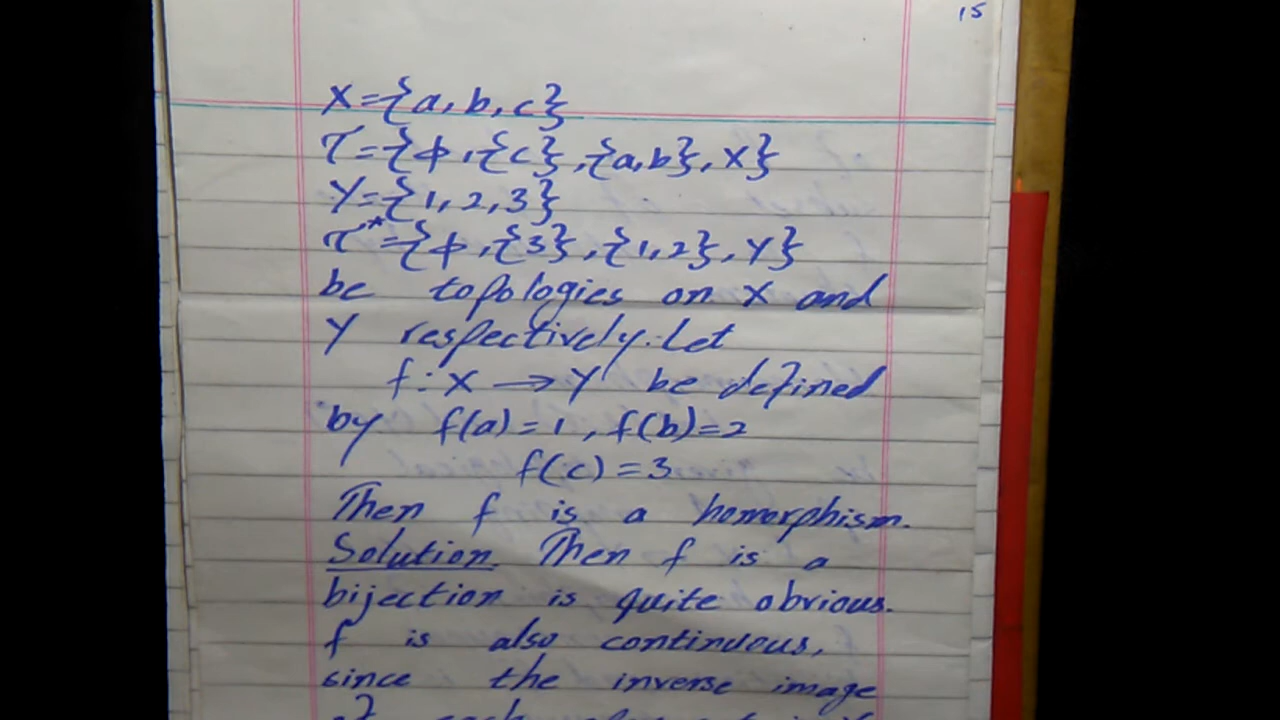 15
X={a,b,c}
τ={ϕ,{c},{a,b},X}
Y={1,2,3}
τ*={ϕ,{3},{1,2},Y}
be topologies on X and
Y respectively. Let
f: X → Y be defined
by f(a)=1, f(b)=2
f(c)=3
Then f is a homorphism.
Solution. Then f is a
bijection is quite obvious.
f is also continuous,
since the inverse image